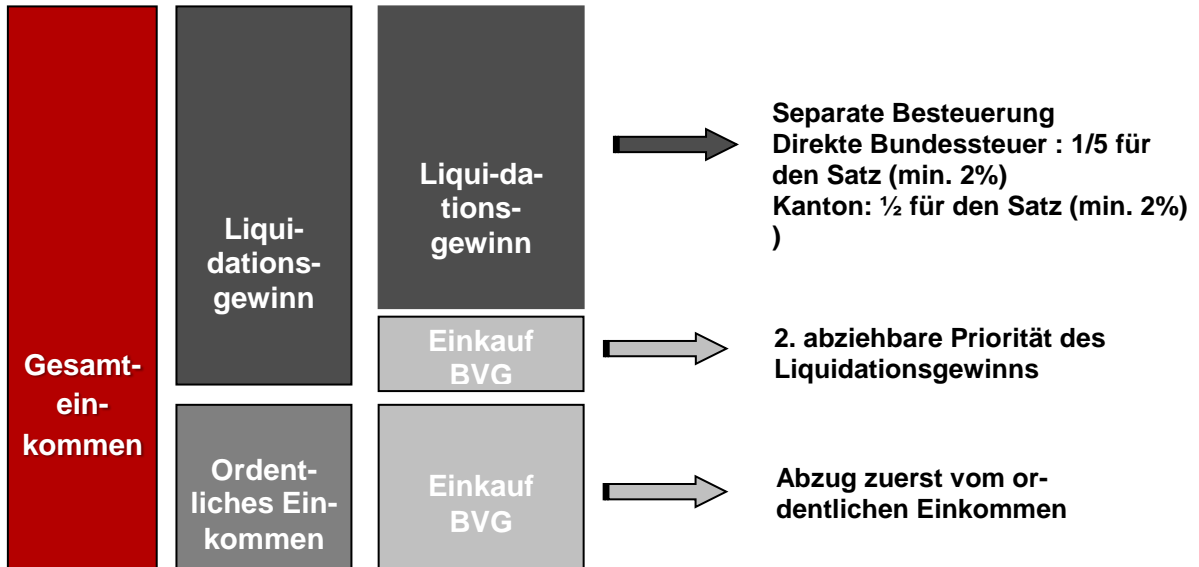 Gesamt-
ein-
kommen
Liqui-
dations-
gewinn
Ordent-
liches Ein-
kommen
Liqui-da-
tions-
gewinn
Einkauf
BVG
Einkauf
BVG
Separate Besteuerung
Direkte Bundessteuer : 1/5 für
den Satz (min. 2%)
Kanton: ½ für den Satz (min. 2%)
)
2. abziehbare Priorität des
Liquidationsgewinns
Abzug zuerst vom or-
dentlichen Einkommen